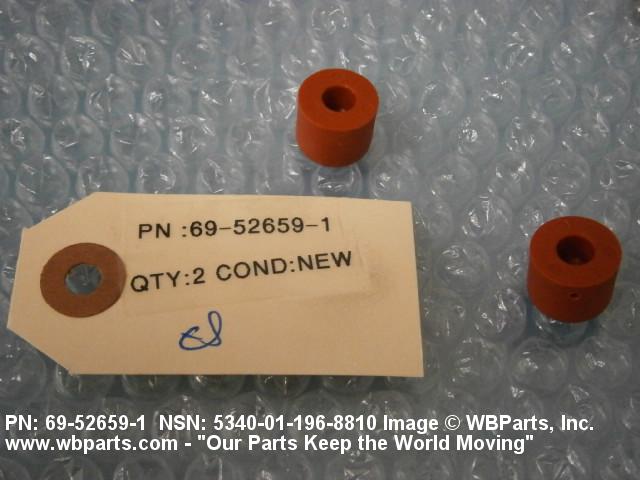 PN :69-52659-1
QTY:2 COND:NEW
PN: 69-52659-1 NSN: 5340-01-196-8810 Image © WBParts, Inc.
www.wbparts.com - "Our Parts Keep the World Moving"